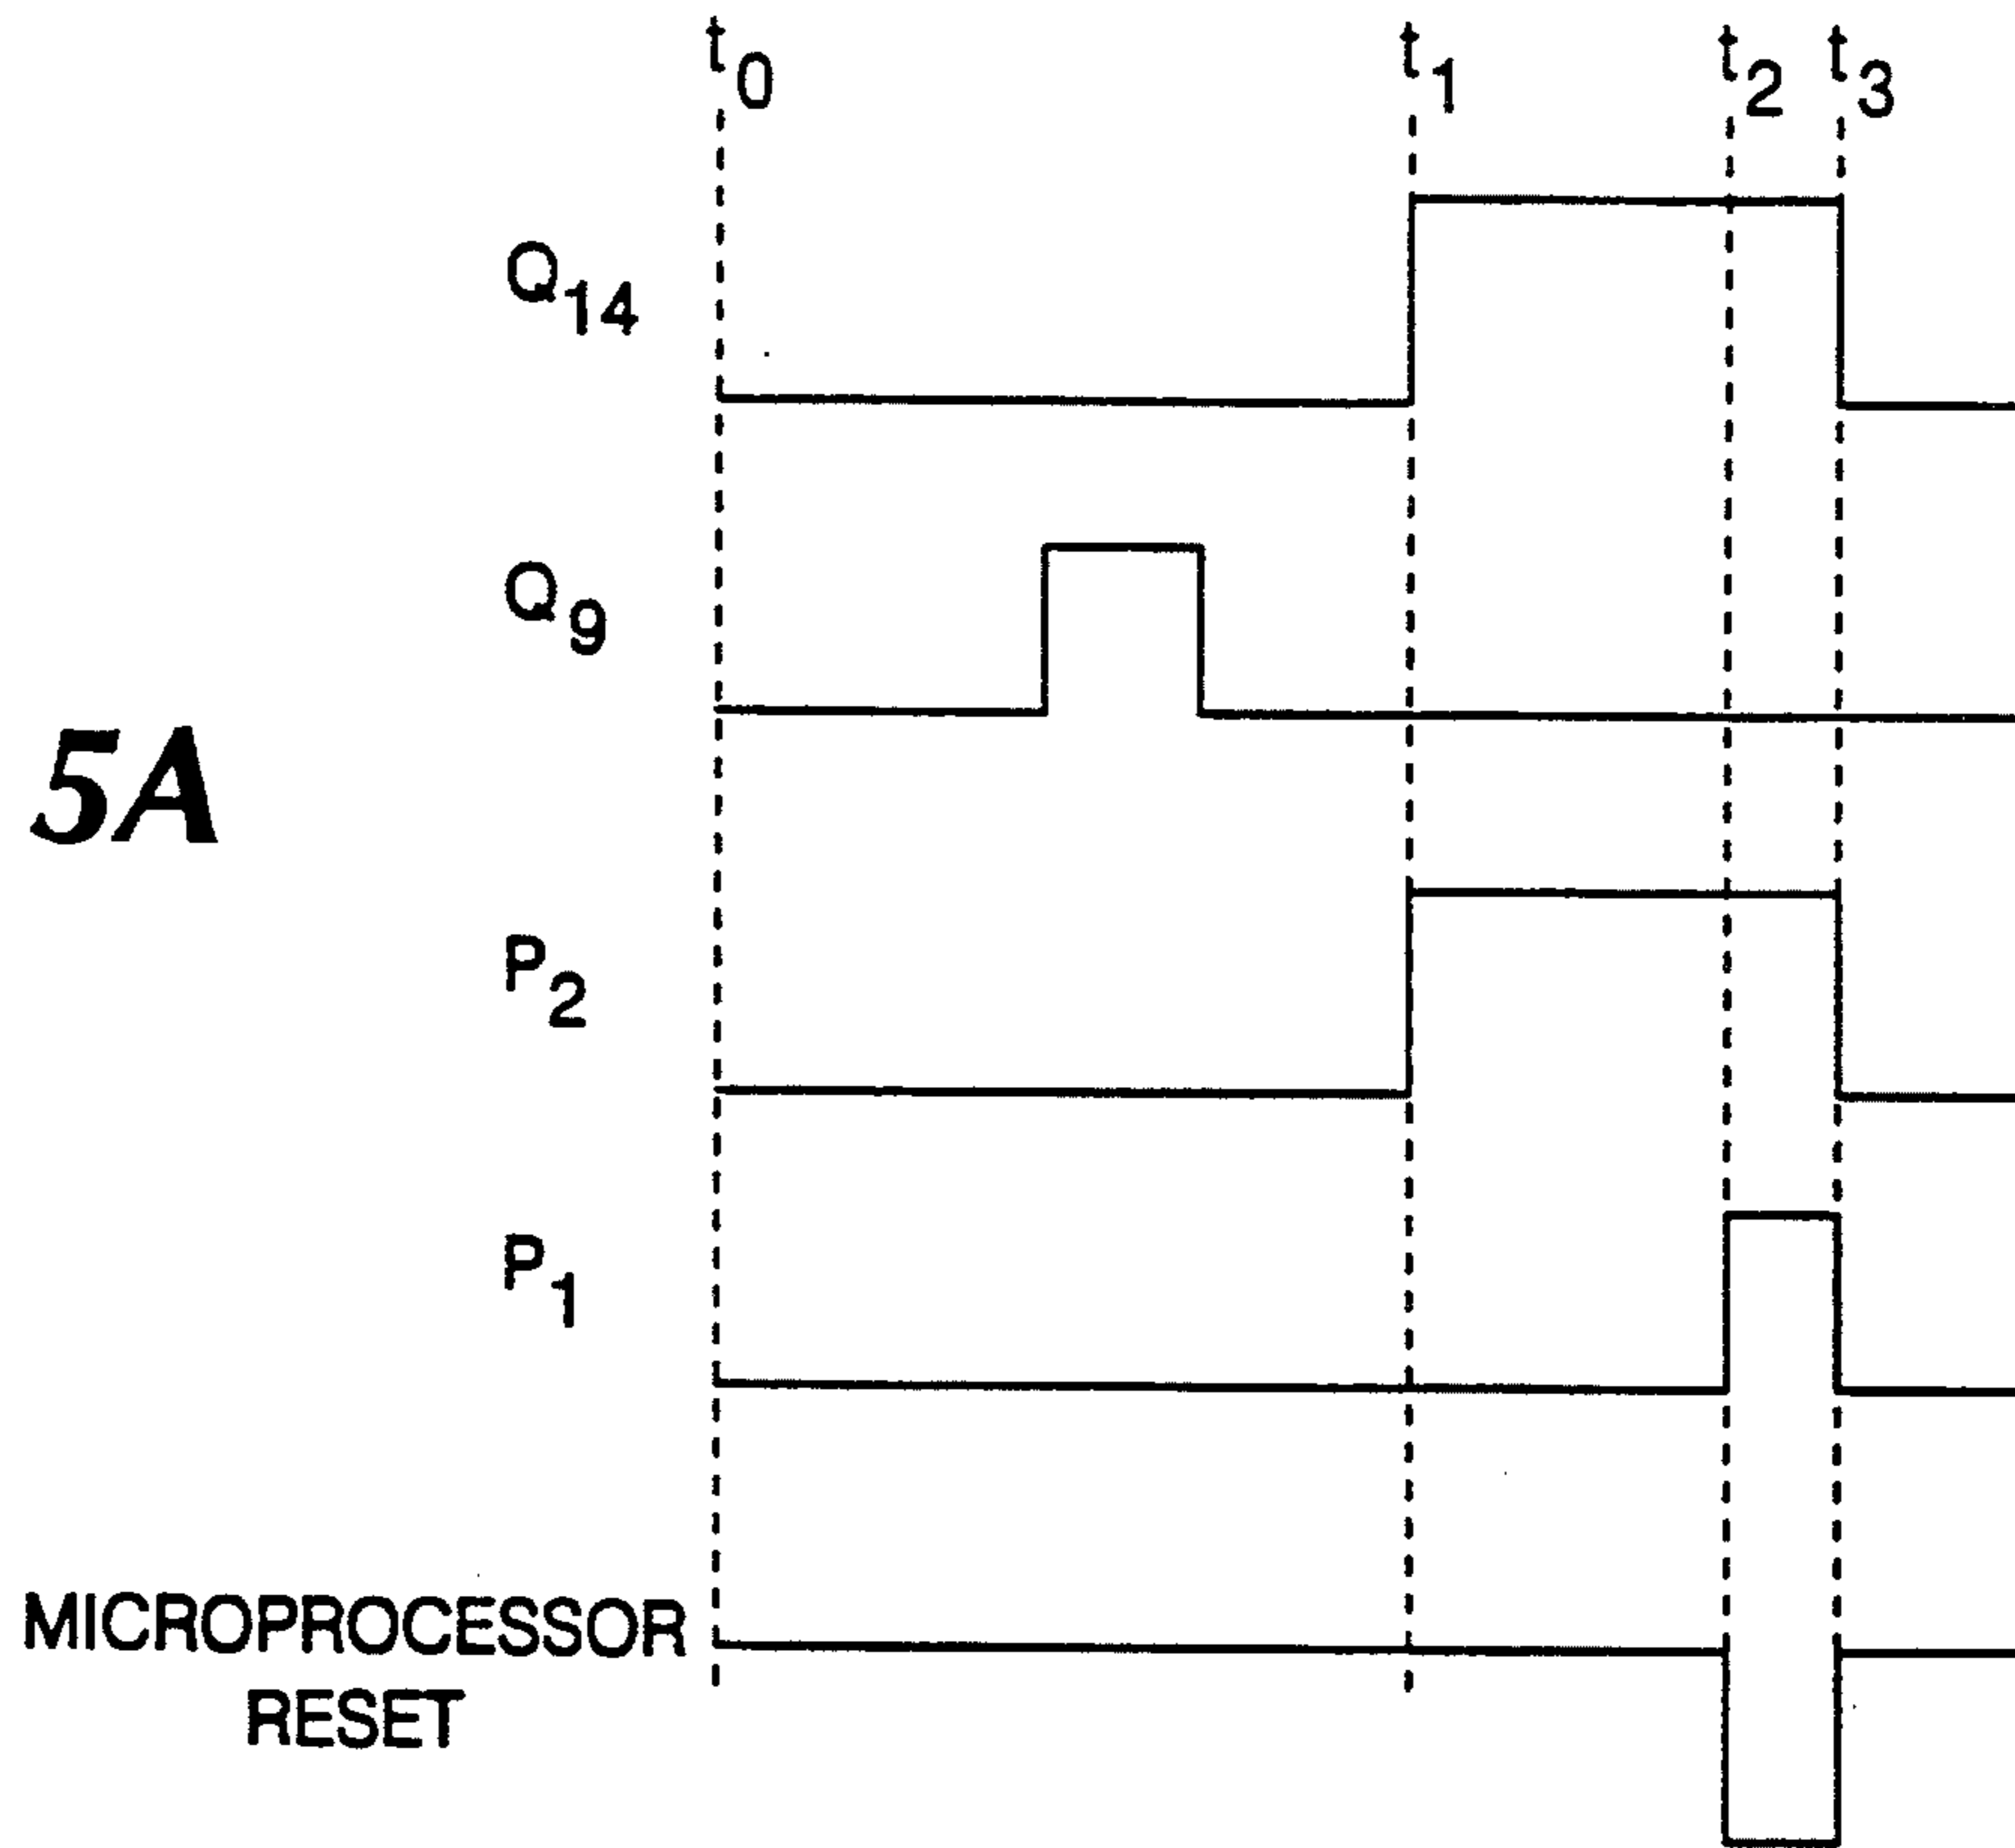 t0 t1 t2 t3
Q14
Q9
5A
P2
P1
MICROPROCESSOR
RESET